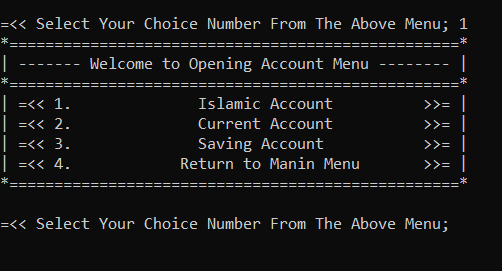 =<< Select Your Choice Number From The Above Menu; 1
*==================================================*
| ------- Welcome to Opening Account Menu -------- |
*==================================================*
| =<< 1.              Islamic Account          >>= |
| =<< 2.              Current Account          >>= |
| =<< 3.              Saving Account           >>= |
| =<< 4.            Return to Manin Menu       >>= |
*==================================================*
=<< Select Your Choice Number From The Above Menu;